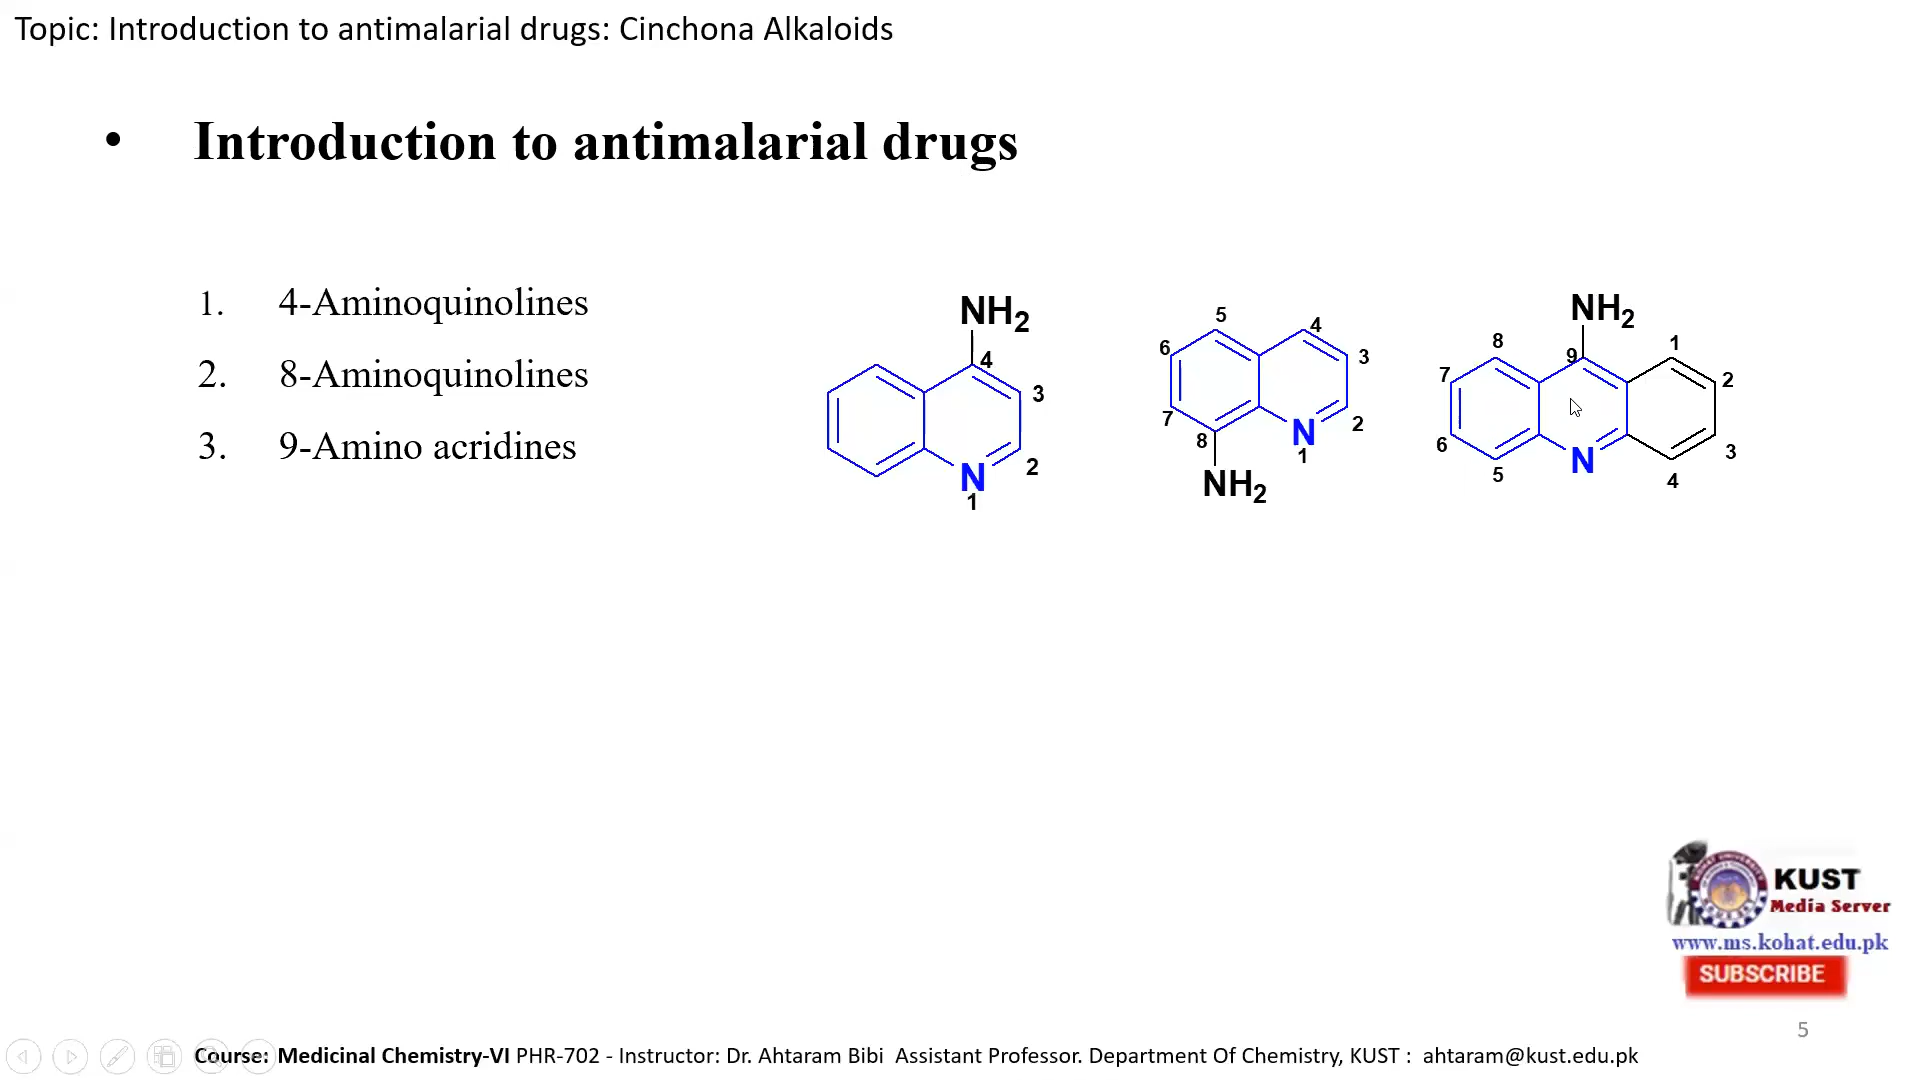 Topic: Introduction to antimalarial drugs: Cinchona Alkaloids
• Introduction to antimalarial drugs
1. 4-Aminoquinolines
2. 8-Aminoquinolines
3. 9-Amino acridines
NH2
4
3
2
N
1
5
4
6
3
7
2
8
N
1
NH2
NH2
8
9
1
7
2
6
3
N
5
4
KUST
Media Server
www.ms.kohat.edu.pk
SUBSCRIBE
5
Course: Medicinal Chemistry-VI PHR-702 - Instructor: Dr. Ahtaram Bibi Assistant Professor. Department Of Chemistry, KUST : ahtaram@kust.edu.pk